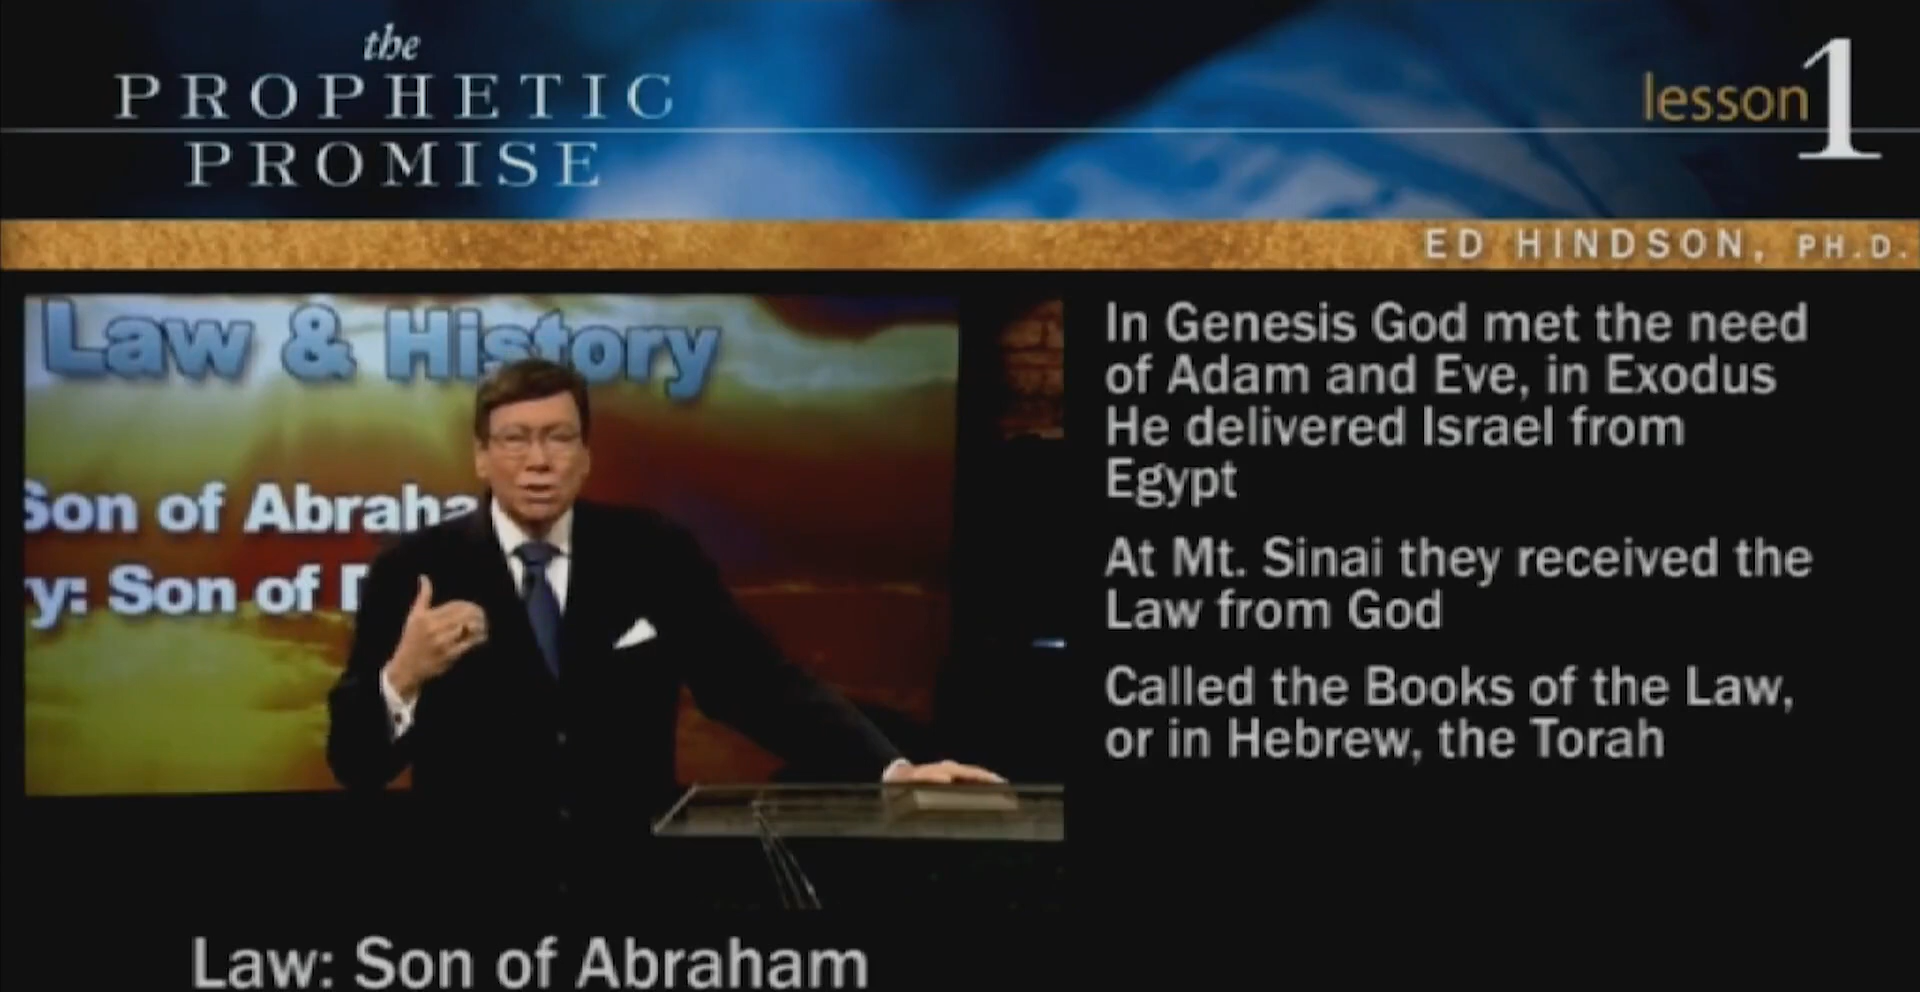 the
PROPHETIC
PROMISE
lesson 1
ED HINDSON, PH.D.
Law & History
Son of Abraha
y: Son of D
In Genesis God met the need
of Adam and Eve, in Exodus
He delivered Israel from
Egypt
At Mt. Sinai they received the
Law from God
Called the Books of the Law,
or in Hebrew, the Torah
Law: Son of Abraham